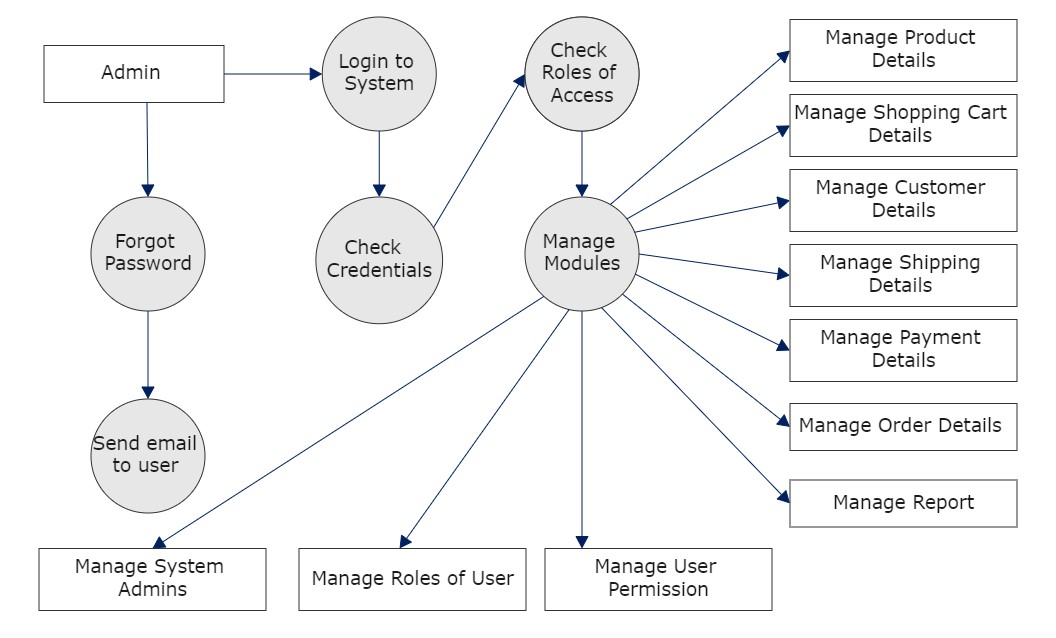 Admin
Login to
System
Check
Roles of
Access
Manage Product
Details
Manage Shopping Cart
Details
Manage Customer
Details
Forgot
Password
Check
Credentials
Manage
Modules
Manage Shipping
Details
Manage Payment
Details
Send email
to user
Manage Order Details
Manage Report
Manage System
Admins
Manage Roles of User
Manage User
Permission